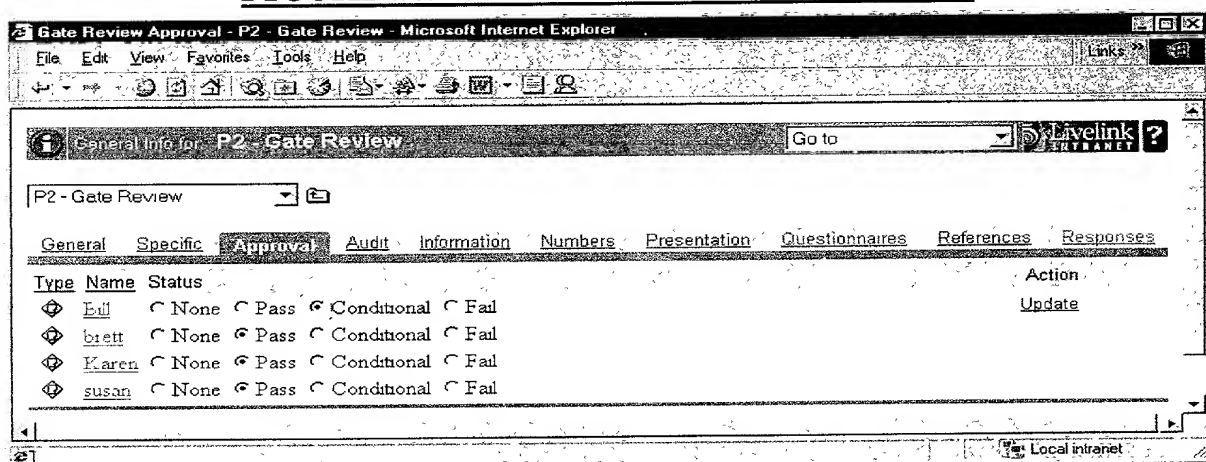 Gate Review Approval - P2 - Gate Review - Microsoft Internet Explorer
File Edit View Favorites Tools Help Links »
General Info for: P2 - Gate Review Go to Livelink INTRANET ?
P2 - Gate Review
General Specific Approval Audit Information Numbers Presentation Questionnaires References Responses
Type Name Status Action
Bill None Pass Conditional Fail Update
brett None Pass Conditional Fail
Karen None Pass Conditional Fail
susan None Pass Conditional Fail
Local intranet